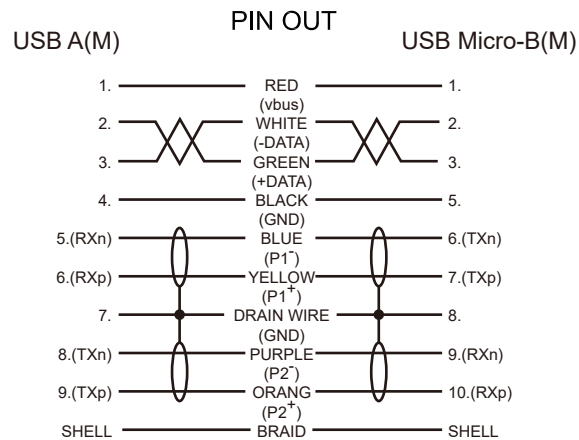 PIN OUT
USB A(M) USB Micro-B(M)
1. RED 1.
(vbus)
2. WHITE 2.
(-DATA)
3. GREEN 3.
(+DATA)
4. BLACK 5.
(GND)
5.(RXn) BLUE 6.(TXn)
(P1-)
6.(RXp) YELLOW 7.(TXp)
(P1+)
7. DRAIN WIRE 8.
(GND)
8.(TXn) PURPLE 9.(RXn)
(P2-)
9.(TXp) ORANG 10.(RXp)
(P2+)
SHELL BRAID SHELL